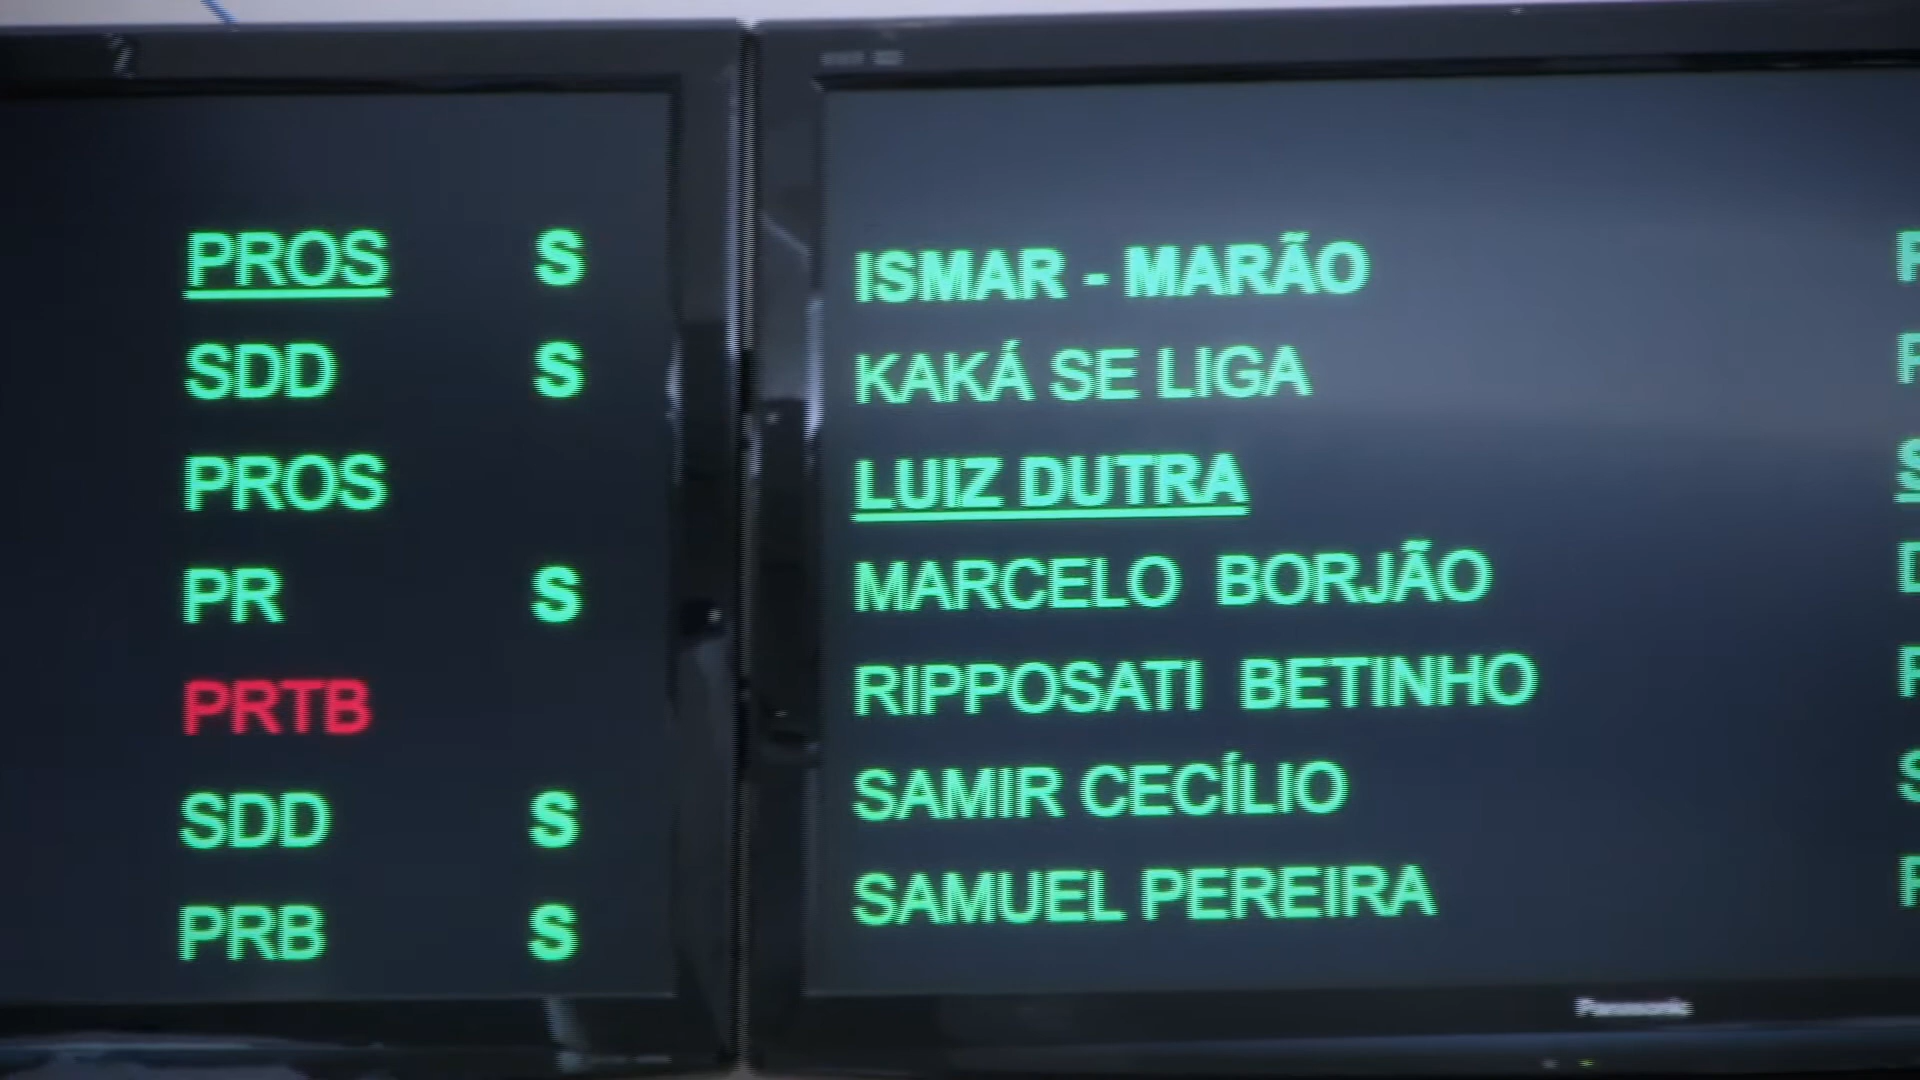 PROS S
SDD S
PROS
PR S
PRTB
SDD S
PRB S
ISMAR - MARÃO
KAKÁ SE LIGA
LUIZ DUTRA
MARCELO BORJÃO
RIPPOSATI BETINHO
SAMIR CECÍLIO
SAMUEL PEREIRA
Panasonic